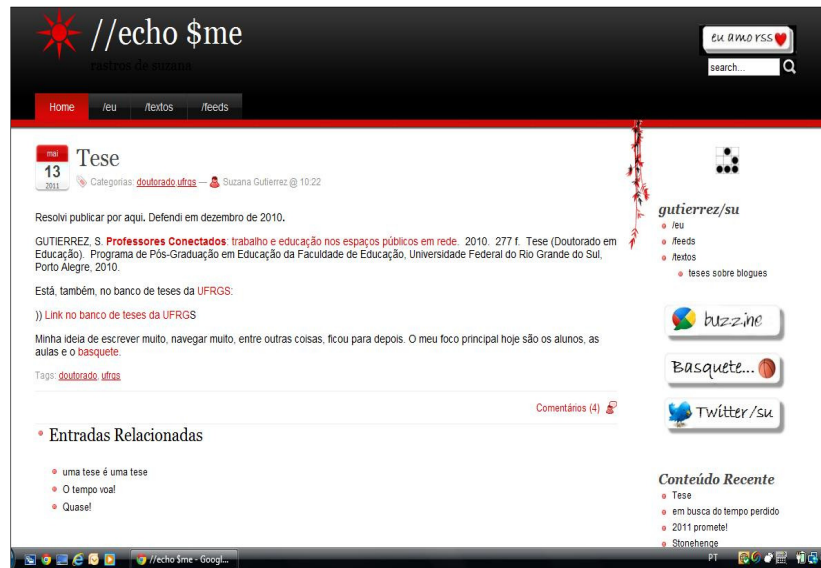 //echo $me
rastros de suzana
eu amo rss
search...
Home /eu /textos /feeds
mai
13
2011
Tese
Categorias: doutorado ufrgs — Suzana Gutierrez @ 10:22
Resolvi publicar por aqui. Defendi em dezembro de 2010.
GUTIERREZ, S. Professores Conectados: trabalho e educação nos espaços públicos em rede. 2010. 277 f. Tese (Doutorado em
Educação). Programa de Pós-Graduação em Educação da Faculdade de Educação, Universidade Federal do Rio Grande do Sul,
Porto Alegre, 2010.
Está, também, no banco de teses da UFRGS:
)) Link no banco de teses da UFRGS
Minha ideia de escrever muito, navegar muito, entre outras coisas, ficou para depois. O meu foco principal hoje são os alunos, as
aulas e o basquete.
Tags: doutorado, ufrgs
Comentários (4)
Entradas Relacionadas
uma tese é uma tese
O tempo voa!
Quase!
gutierrez/su
/eu
/feeds
/textos
teses sobre blogues
buzzine
Basquete...
Twitter/su
Conteúdo Recente
Tese
em busca do tempo perdido
2011 promete!
Stonehenge
//echo $me - Googl...
PT